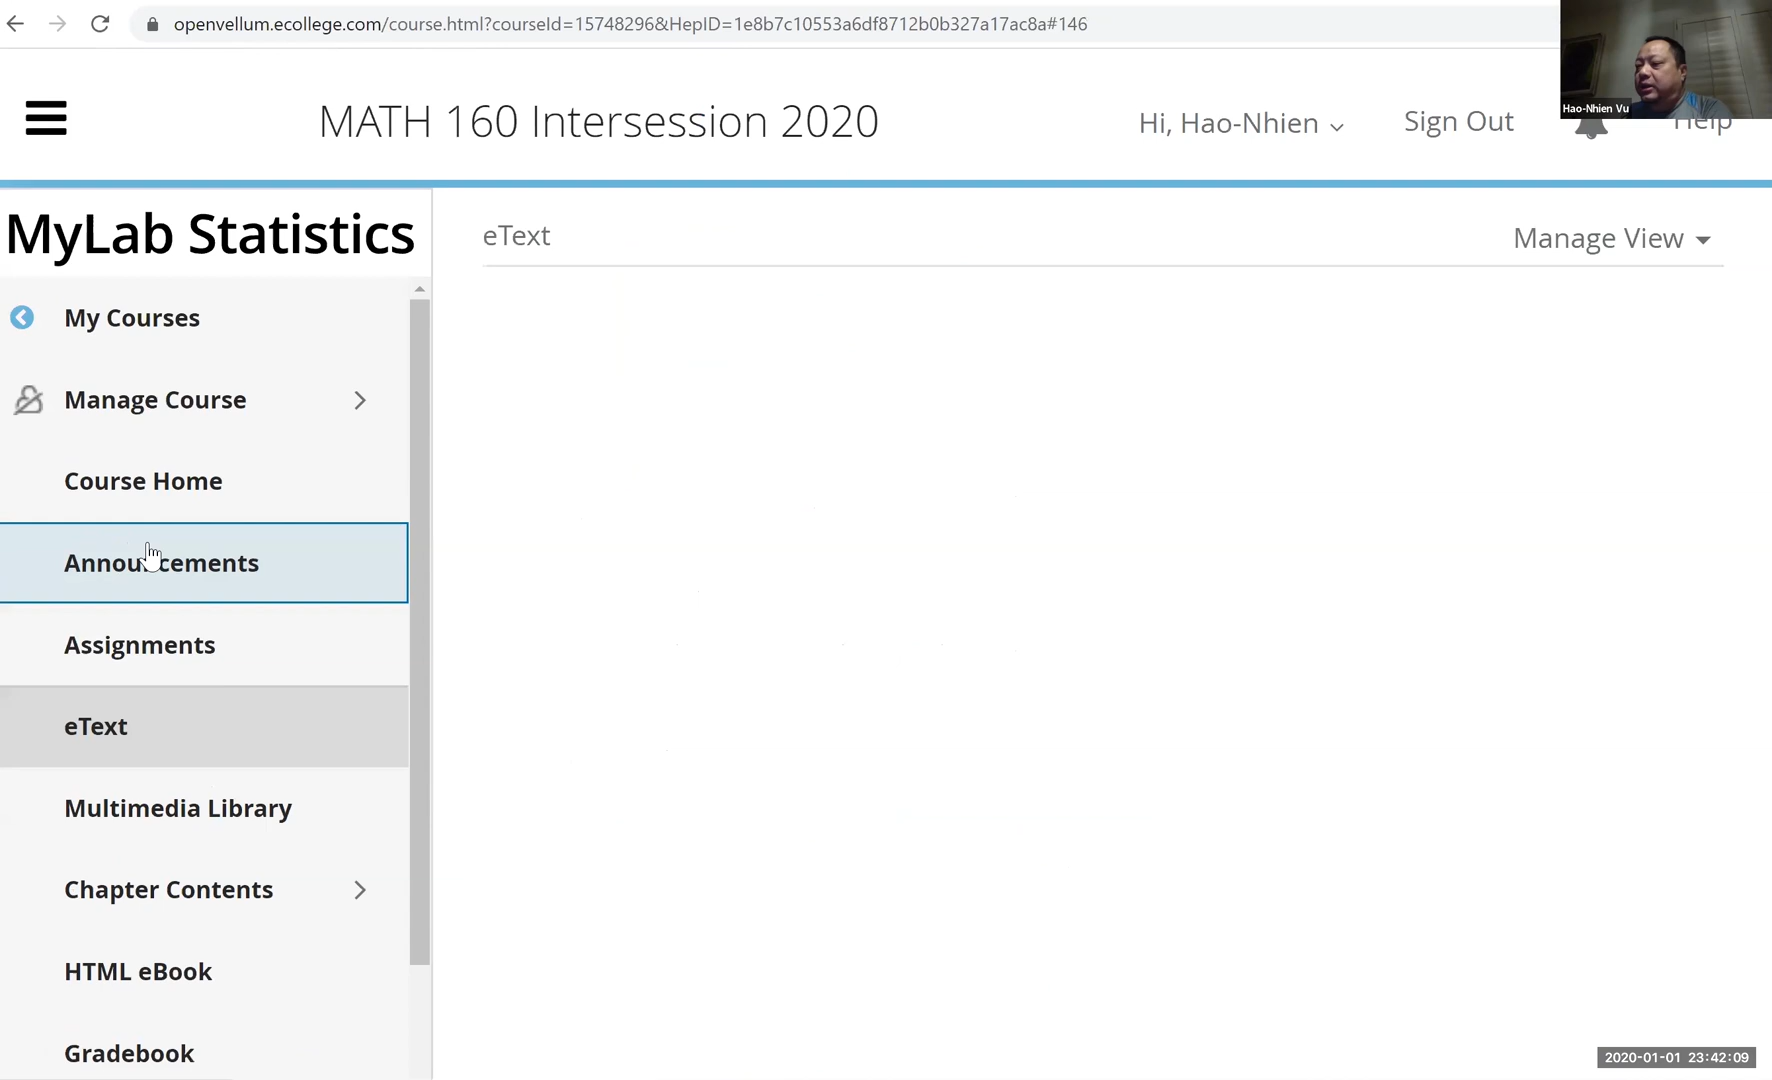 openvellum.ecollege.com/course.html?courseId=15748296&HepID=1e8b7c10553a6df8712b0b327a17ac8a#146
Hao-Nhien Vu
MATH 160 Intersession 2020
Hi, Hao-Nhien
Sign Out
Help
MyLab Statistics
eText
Manage View
My Courses
Manage Course
Course Home
Announcements
Assignments
eText
Multimedia Library
Chapter Contents
HTML eBook
Gradebook
2020-01-01 23:42:09